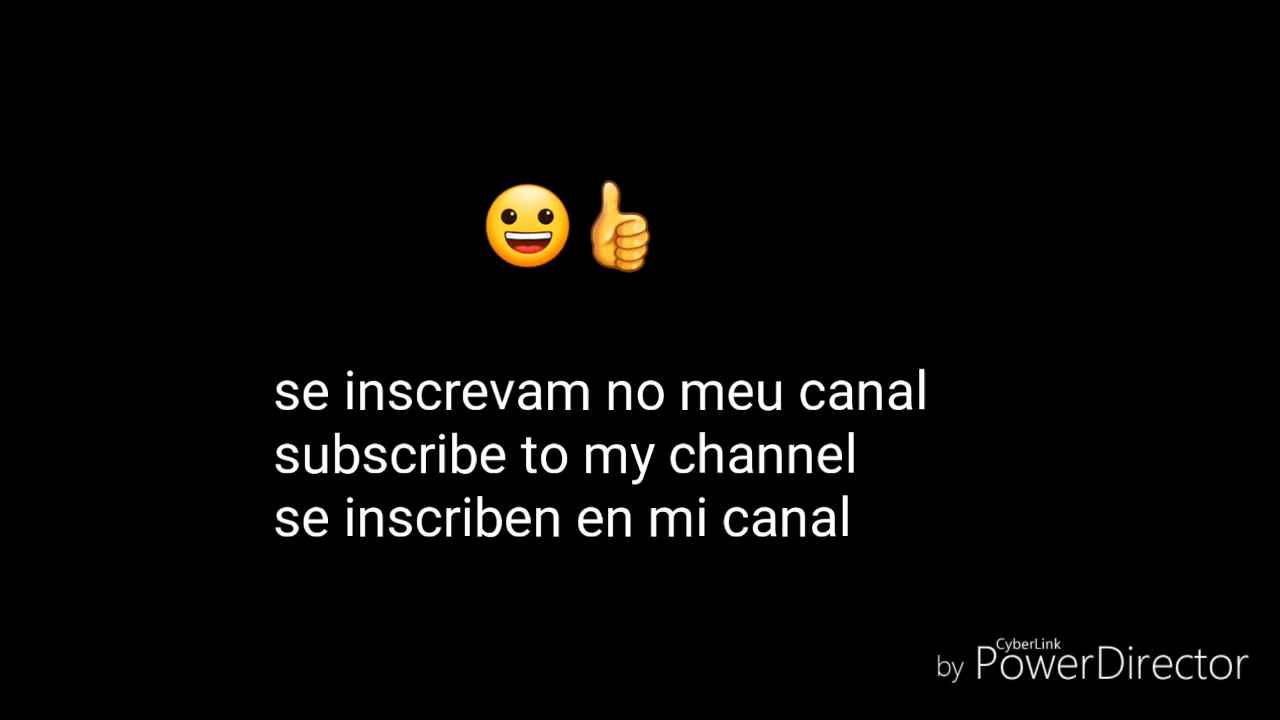 😀👍
se inscrevam no meu canal
subscribe to my channel
se inscriben en mi canal
CyberLink
by PowerDirector